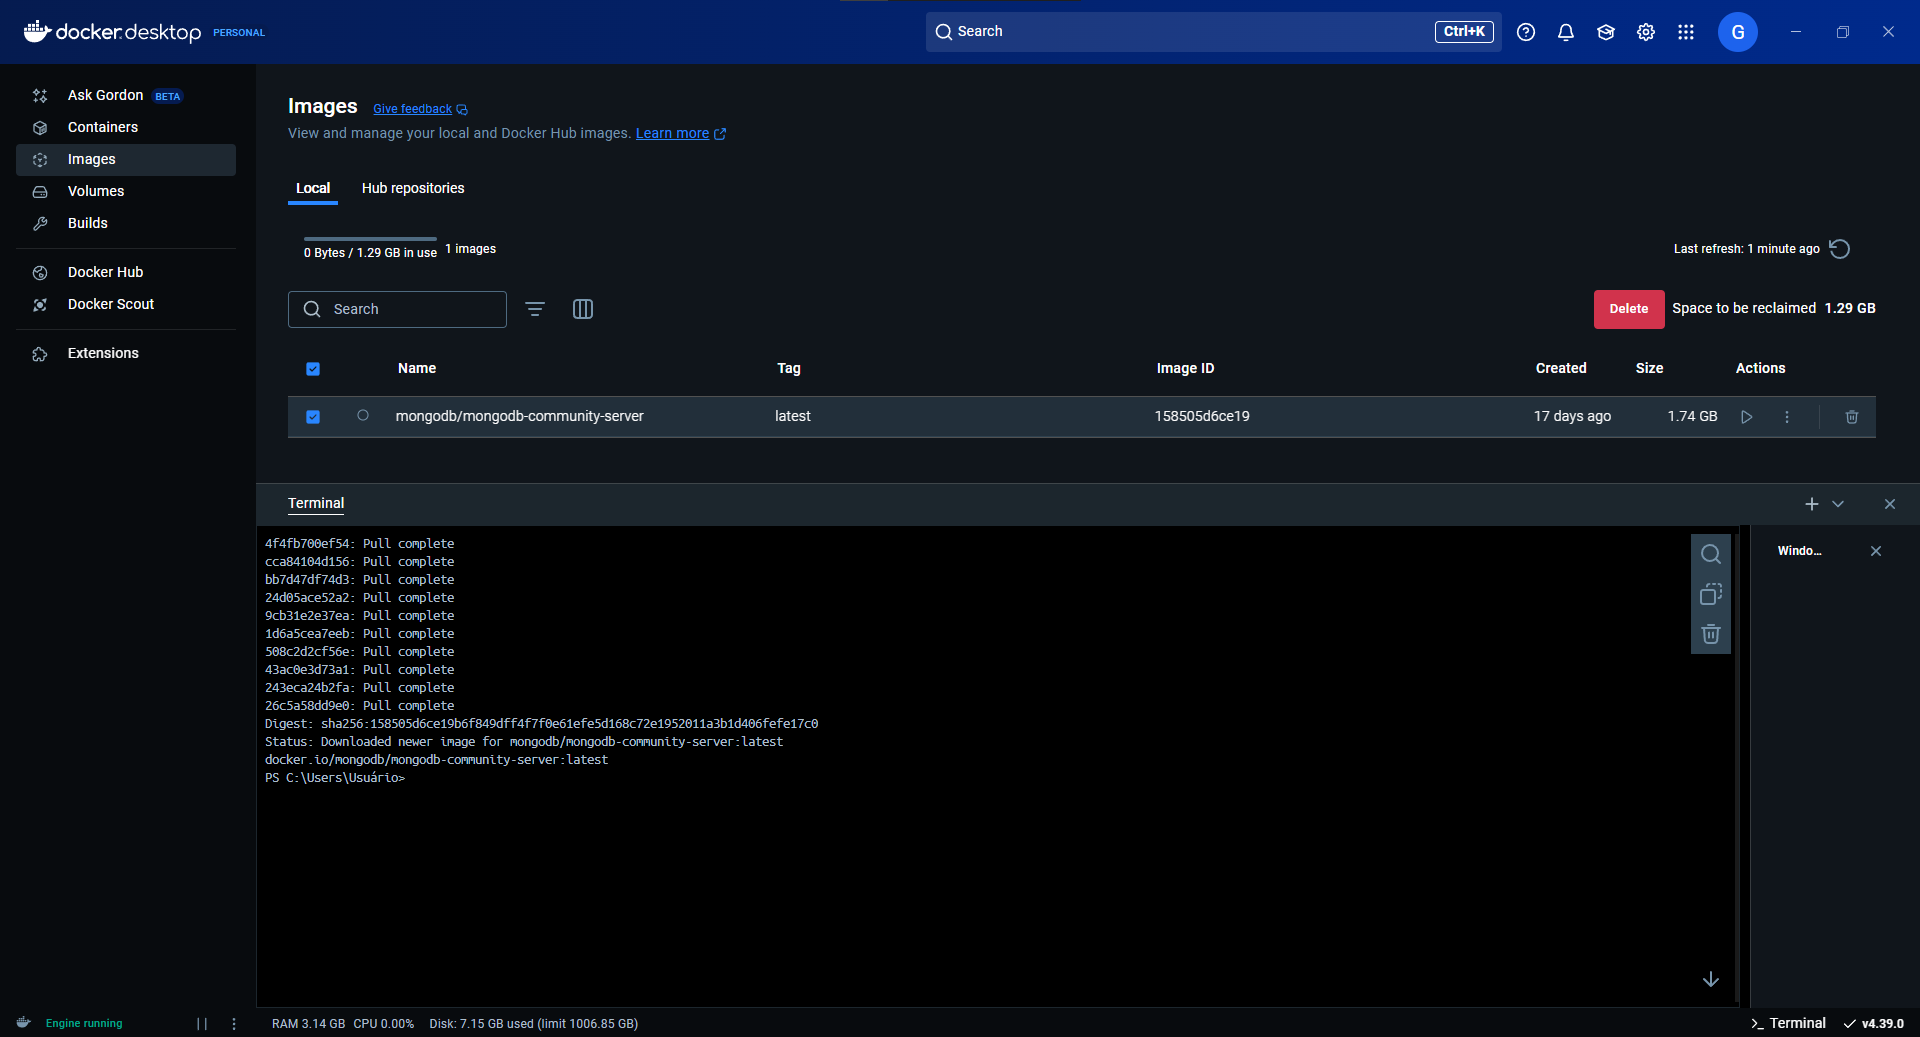 docker.desktop PERSONAL
Search Ctrl+K
G
Ask Gordon BETA
Containers
Images
Volumes
Builds
Docker Hub
Docker Scout
Extensions
Images Give feedback
View and manage your local and Docker Hub images. Learn more
Local Hub repositories
0 Bytes / 1.29 GB in use 1 images
Last refresh: 1 minute ago
Search
Delete Space to be reclaimed 1.29 GB
Name Tag Image ID Created Size Actions
mongodb/mongodb-community-server latest 158505d6ce19 17 days ago 1.74 GB
Terminal
Windo...
4f4fb700ef54: Pull complete
cca84104d156: Pull complete
bb7d47df74d3: Pull complete
24d05ace52a2: Pull complete
9cb31e2e37ea: Pull complete
1d6a5cea7eeb: Pull complete
508c2d2cf56e: Pull complete
43ac0e3d73a1: Pull complete
243eca24b2fa: Pull complete
26c5a58dd9e0: Pull complete
Digest: sha256:158505d6ce19b6f849dff4f7f0e61efe5d168c72e1952011a3b1d406fefe17c0
Status: Downloaded newer image for mongodb/mongodb-community-server:latest
docker.io/mongodb/mongodb-community-server:latest
PS C:\Users\Usuário>
Engine running
RAM 3.14 GB CPU 0.00% Disk: 7.15 GB used (limit 1006.85 GB)
Terminal v4.39.0